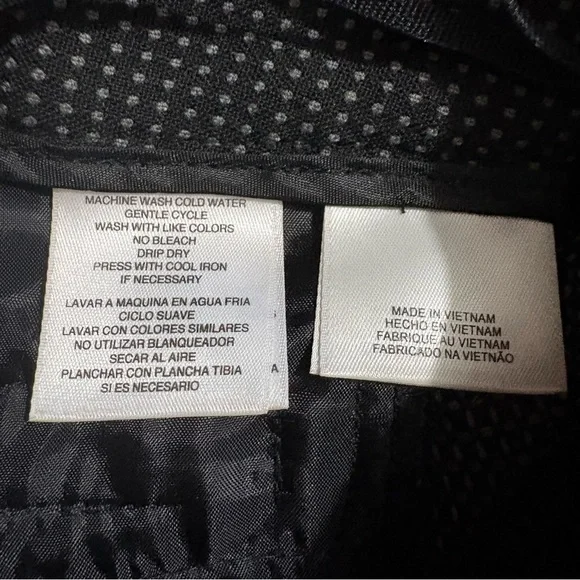 MACHINE WASH COLD WATER
GENTLE CYCLE
WASH WITH LIKE COLORS
NO BLEACH
DRIP DRY
PRESS WITH COOL IRON
IF NECESSARY
LAVAR A MAQUINA EN AGUA FRIA
CICLO SUAVE
LAVAR CON COLORES SIMILARES
NO UTILIZAR BLANQUEADOR
SECAR AL AIRE
PLANCHAR CON PLANCHA TIBIA
SI ES NECESARIO
A
MADE IN VIETNAM
HECHO EN VIETNAM
FABRIQUE AU VIETNAM
FABRICADO NA VIETNÃO